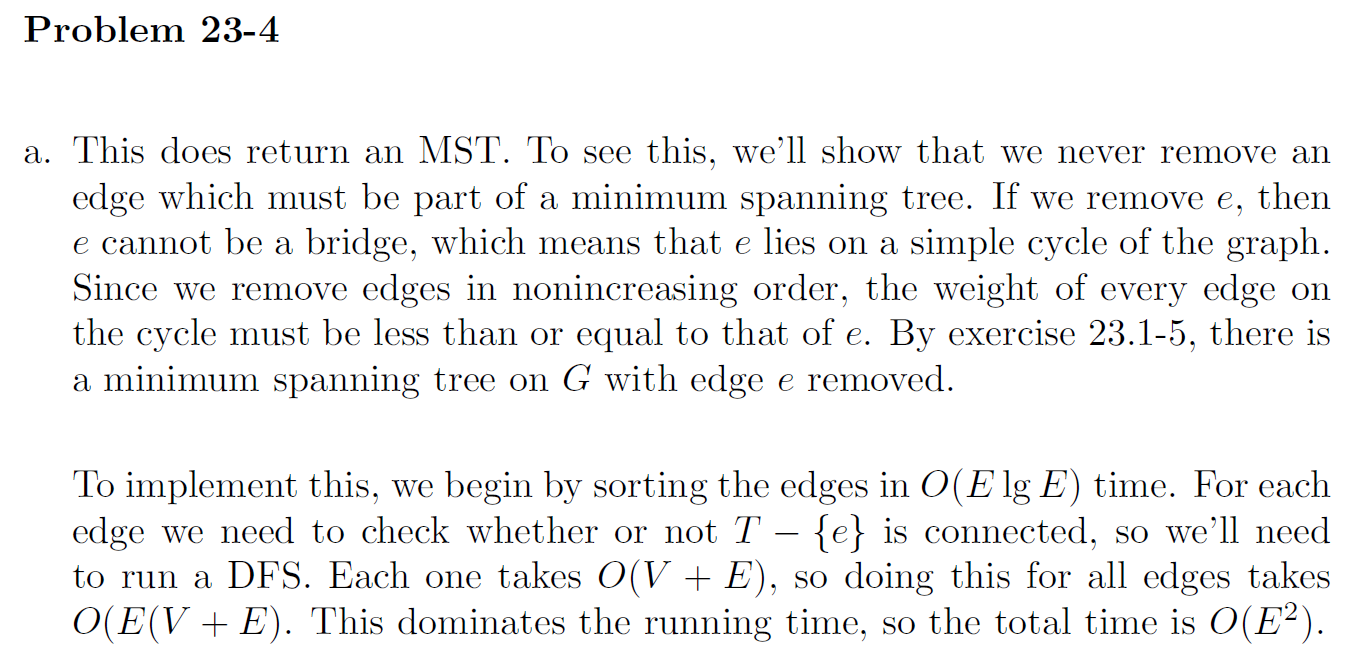 Problem 23-4
a. This does return an MST. To see this, we'll show that we never remove an
edge which must be part of a minimum spanning tree. If we remove e, then
e cannot be a bridge, which means that e lies on a simple cycle of the graph.
Since we remove edges in nonincreasing order, the weight of every edge on
the cycle must be less than or equal to that of e. By exercise 23.1-5, there is
a minimum spanning tree on G with edge e removed.
To implement this, we begin by sorting the edges in O(E lg E) time. For each
edge we need to check whether or not T − {e} is connected, so we'll need
to run a DFS. Each one takes O(V + E), so doing this for all edges takes
O(E(V + E). This dominates the running time, so the total time is O(E²).